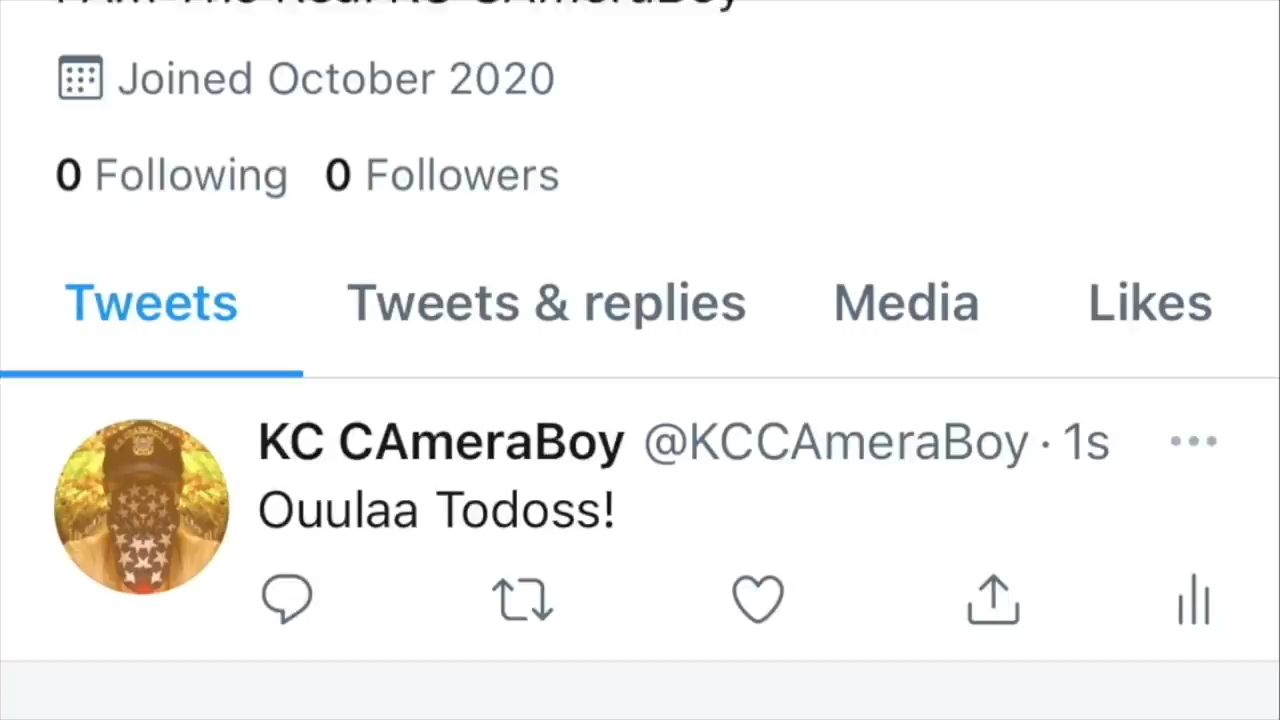 Joined October 2020
0 Following 0 Followers
Tweets Tweets & replies Media Likes
KC CAmeraBoy @KCCAmeraBoy · 1s
Ouulaa Todoss!